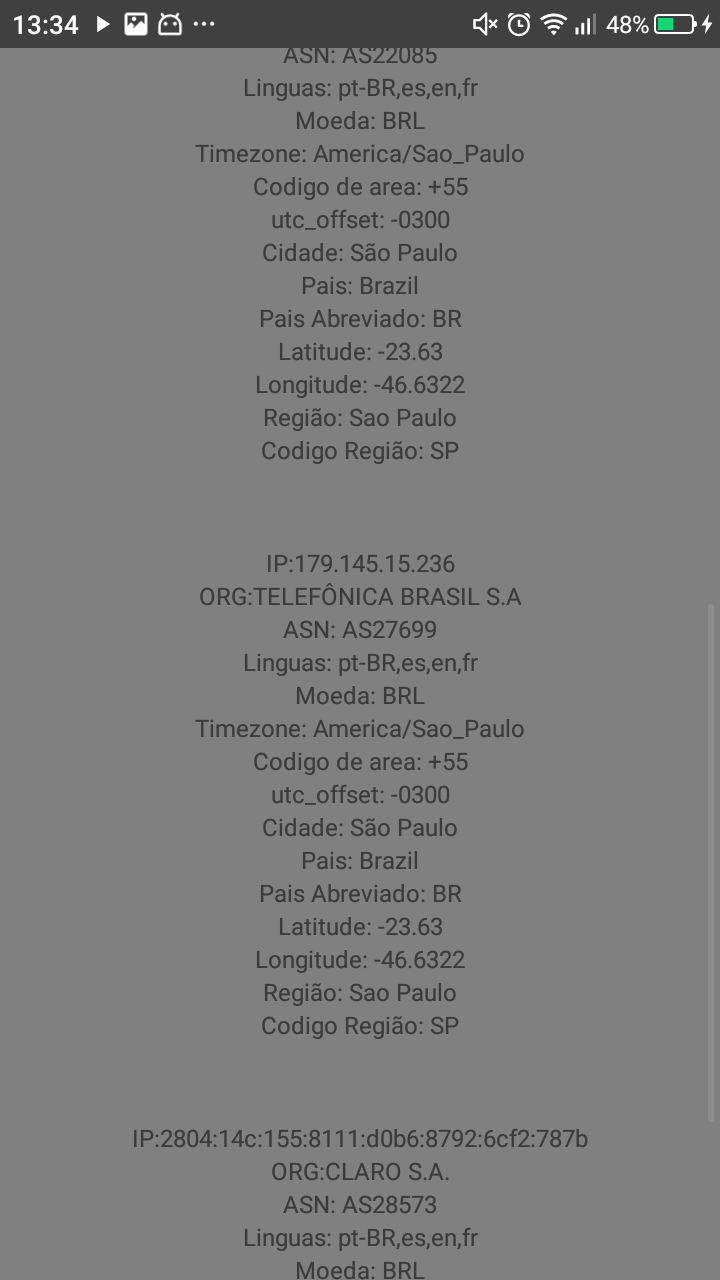 13:34
48%
ASN: AS22085
Linguas: pt-BR,es,en,fr
Moeda: BRL
Timezone: America/Sao_Paulo
Codigo de area: +55
utc_offset: -0300
Cidade: São Paulo
Pais: Brazil
Pais Abreviado: BR
Latitude: -23.63
Longitude: -46.6322
Região: Sao Paulo
Codigo Região: SP
IP:179.145.15.236
ORG:TELEFÔNICA BRASIL S.A
ASN: AS27699
Linguas: pt-BR,es,en,fr
Moeda: BRL
Timezone: America/Sao_Paulo
Codigo de area: +55
utc_offset: -0300
Cidade: São Paulo
Pais: Brazil
Pais Abreviado: BR
Latitude: -23.63
Longitude: -46.6322
Região: Sao Paulo
Codigo Região: SP
IP:2804:14c:155:8111:d0b6:8792:6cf2:787b
ORG:CLARO S.A.
ASN: AS28573
Linguas: pt-BR,es,en,fr
Moeda: BRL